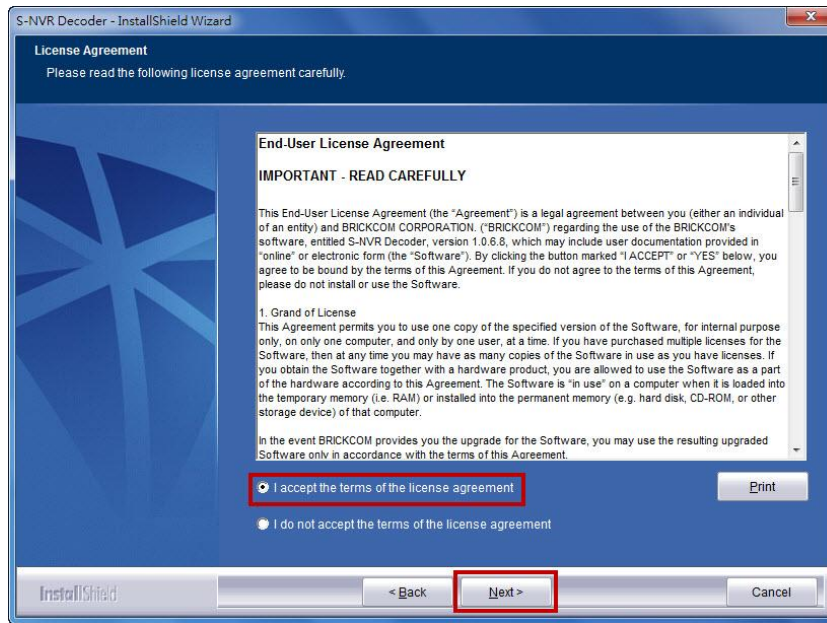 S-NVR Decoder - InstallShield Wizard
License Agreement
Please read the following license agreement carefully.
End-User License Agreement
IMPORTANT - READ CAREFULLY
This End-User License Agreement (the "Agreement") is a legal agreement between you (either an individual
of an entity) and BRICKCOM CORPORATION. ("BRICKCOM") regarding the use of the BRICKCOM's
software, entitled S-NVR Decoder, version 1.0.6.8, which may include user documentation provided in
"online" or electronic form (the "Software"). By clicking the button marked "I ACCEPT" or "YES" below, you
agree to be bound by the terms of this Agreement. If you do not agree to the terms of this Agreement,
please do not install or use the Software.
1. Grand of License
This Agreement permits you to use one copy of the specified version of the Software, for internal purpose
only, on only one computer, and only by one user, at a time. If you have purchased multiple licenses for the
Software, then at any time you may have as many copies of the Software in use as you have licenses. If
you obtain the Software together with a hardware product, you are allowed to use the Software as a part
of the hardware according to this Agreement. The Software is "in use" on a computer when it is loaded into
the temporary memory (i.e. RAM) or installed into the permanent memory (e.g. hard disk, CD-ROM, or other
storage device) of that computer.
In the event BRICKCOM provides you the upgrade for the Software, you may use the resulting upgraded
Software only in accordance with the terms of this Agreement.
I accept the terms of the license agreement
Print
I do not accept the terms of the license agreement
InstallShield
< Back
Next >
Cancel